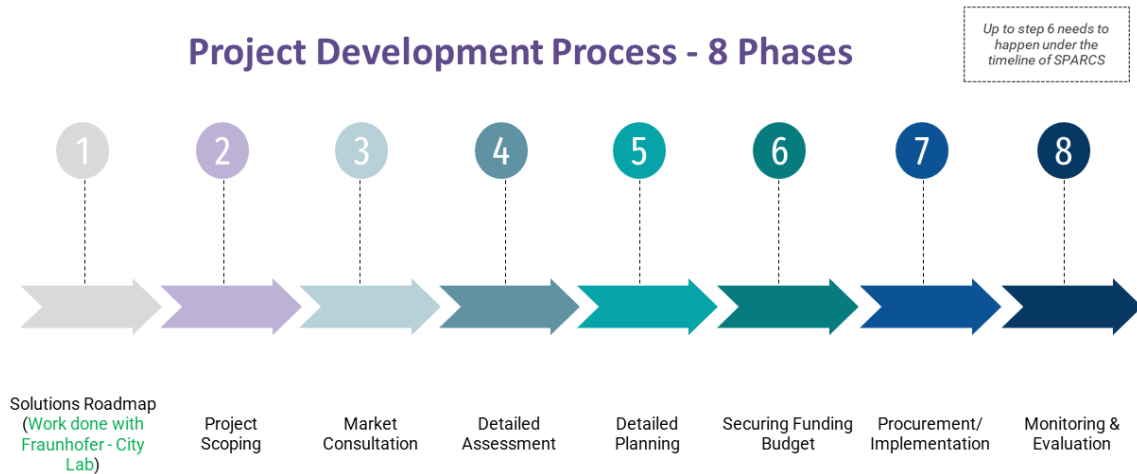 Project Development Process - 8 Phases
Up to step 6 needs to
happen under the
timeline of SPARCS
1
2
3
4
5
6
7
8
Solutions Roadmap
(Work done with
Fraunhofer - City
Lab)
Project
Scoping
Market
Consultation
Detailed
Assessment
Detailed
Planning
Securing Funding
Budget
Procurement/
Implementation
Monitoring &
Evaluation